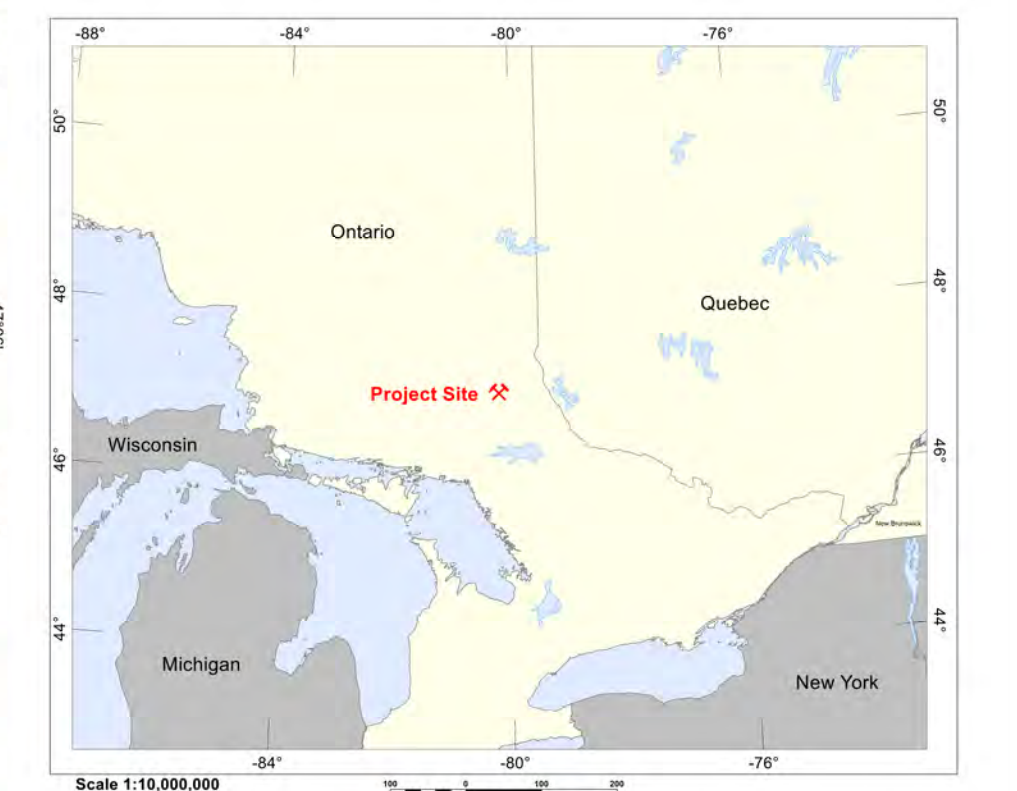 -88° -84° -80° -76°
50° 50°
Ontario
48° 48°
Quebec
Project Site
Wisconsin
46° 46°
New Brunswick
44° 44°
Michigan
New York
-84° -80° -76°
Scale 1:10,000,000
100 0 100 200